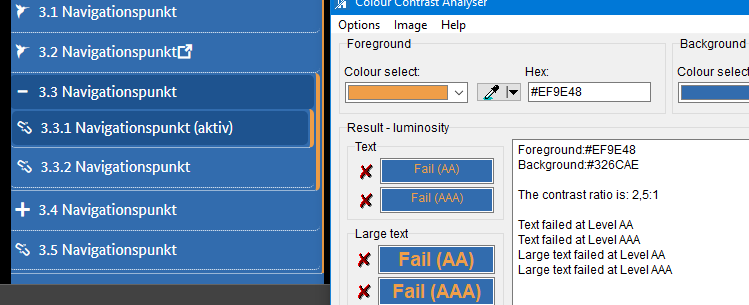 3.1 Navigationspunkt
3.2 Navigationspunkt
3.3 Navigationspunkt
3.3.1 Navigationspunkt (aktiv)
3.3.2 Navigationspunkt
3.4 Navigationspunkt
3.5 Navigationspunkt
Colour Contrast Analyser
Options Image Help
Foreground
Colour select:
Hex:
#EF9E48
Background
Colour select:
Result - luminosity
Text
Fail (AA)
Fail (AAA)
Large text
Fail (AA)
Fail (AAA)
Foreground:#EF9E48
Background:#326CAE
The contrast ratio is: 2,5:1
Text failed at Level AA
Text failed at Level AAA
Large text failed at Level AA
Large text failed at Level AAA